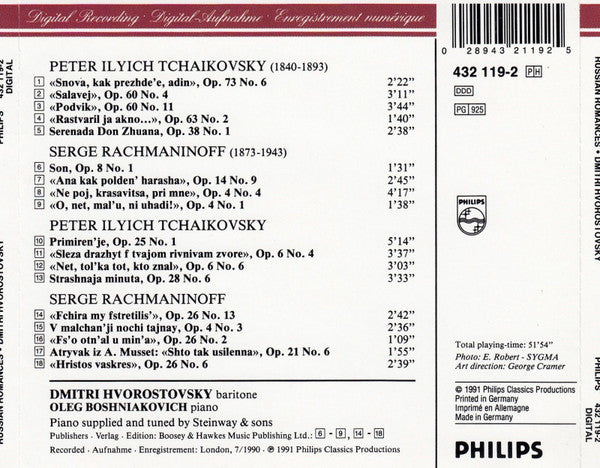 Digital Recording · Digital-Aufnahme · Enregistrement numérique
PETER ILYICH TCHAIKOVSKY (1840-1893)
1 «Snova, kak prezhde'e, adin», Op. 73 No. 6 2'22"
2 «Salavej», Op. 60 No. 4 3'11"
3 «Podvik», Op. 60 No. 11 3'44"
4 «Rastvaril ja akno...», Op. 63 No. 2 1'40"
5 Serenada Don Zhuana, Op. 38 No. 1 2'38"
SERGE RACHMANINOFF (1873-1943)
6 Son, Op. 8 No. 1 1'31"
7 «Ana kak polden' harasha», Op. 14 No. 9 2'45"
8 «Ne poj, krasavitsa, pri mne», Op. 4 No. 4 4'17"
9 «O, net, mal'u, ni uhadi!», Op. 4 No. 1 1'38"
PETER ILYICH TCHAIKOVSKY
10 Primiren'je, Op. 25 No. 1 5'14"
11 «Sleza drazhyt f tvajom rivnivam zvore», Op. 6 No. 4 3'37"
12 «Net, tol'ka tot, kto znal», Op. 6 No. 6 3'03"
13 Strashnaja minuta, Op. 28 No. 6 3'33"
SERGE RACHMANINOFF
14 «Fchira my fstretilis'», Op. 26 No. 13 2'42"
15 V malchan'ji nochi tajnay, Op. 4 No. 3 2'36"
16 «Fs'o otn'al u min'a», Op. 26 No. 2 1'09"
17 Atryvak iz A. Musset: «Shto tak usilenna», Op. 21 No. 6 1'55"
18 «Hristos vaskres», Op. 26 No. 6 2'39"
DMITRI HVOROSTOVSKY baritone
OLEG BOSHNIAKOVICH piano
Piano supplied and tuned by Steinway & sons
Publishers · Verlag · Edition: Boosey & Hawkes Music Publishing Ltd.: 6 - 9, 14 - 18
Recorded · Aufnahme · Enregistrement: London, 7/1990 · ℗ 1991 Philips Classics Productions
0 28943 21192 5
432 119-2 PH
DDD
PG 925
PHILIPS
Total playing-time: 51'54"
Photo: E. Robert - SYGMA
Art direction: George Cramer
© 1991 Philips Classics Productions
Printed in Germany
Imprimé en Allemagne
Made in Germany
PHILIPS
PHILIPS 432 119-2
DIGITAL
RUSSIAN ROMANCES • DMITRI HVOROSTOVSKY
RUSSIAN ROMANCES • DMITRI HVOROSTOVSKY
PHILIPS 432 119-2
DIGITAL